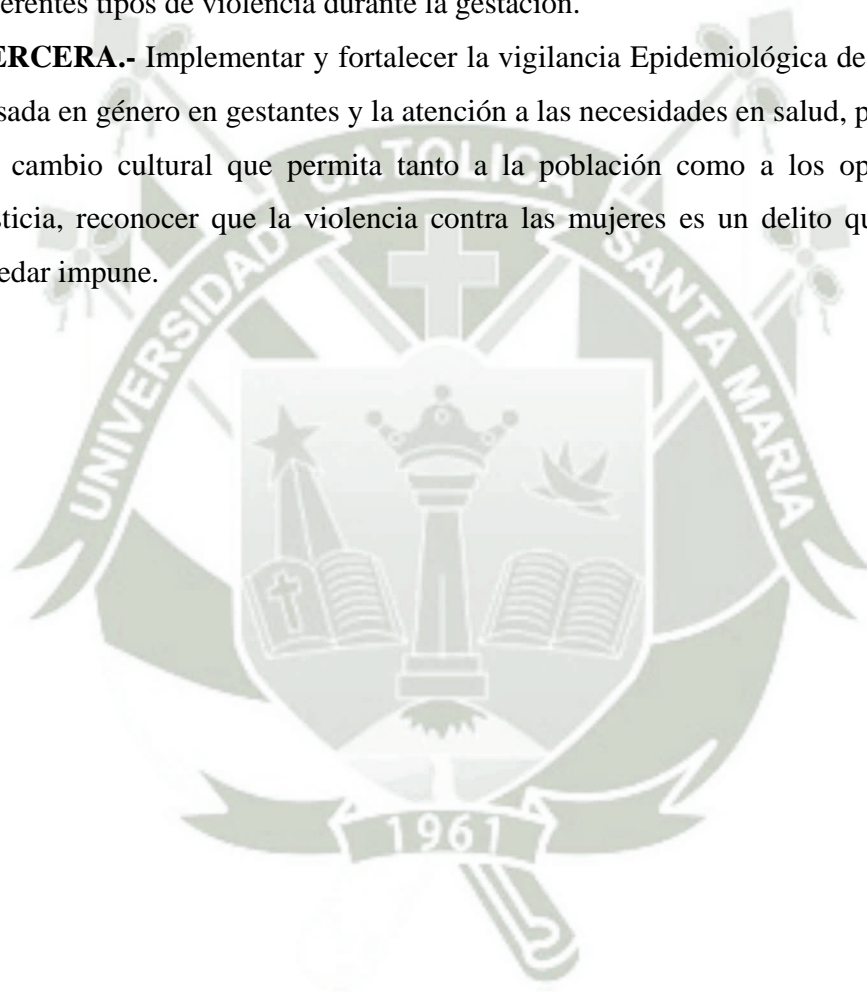 ferentes tipos de violencia durante la gestación.
ERCERA.- Implementar y fortalecer la vigilancia Epidemiológica de
sada en género en gestantes y la atención a las necesidades en salud, p
cambio cultural que permita tanto a la población como a los op
sticia, reconocer que la violencia contra las mujeres es un delito qu
edar impune.
UNIVERSIDAD CATOLICA SANTA MARIA
1961